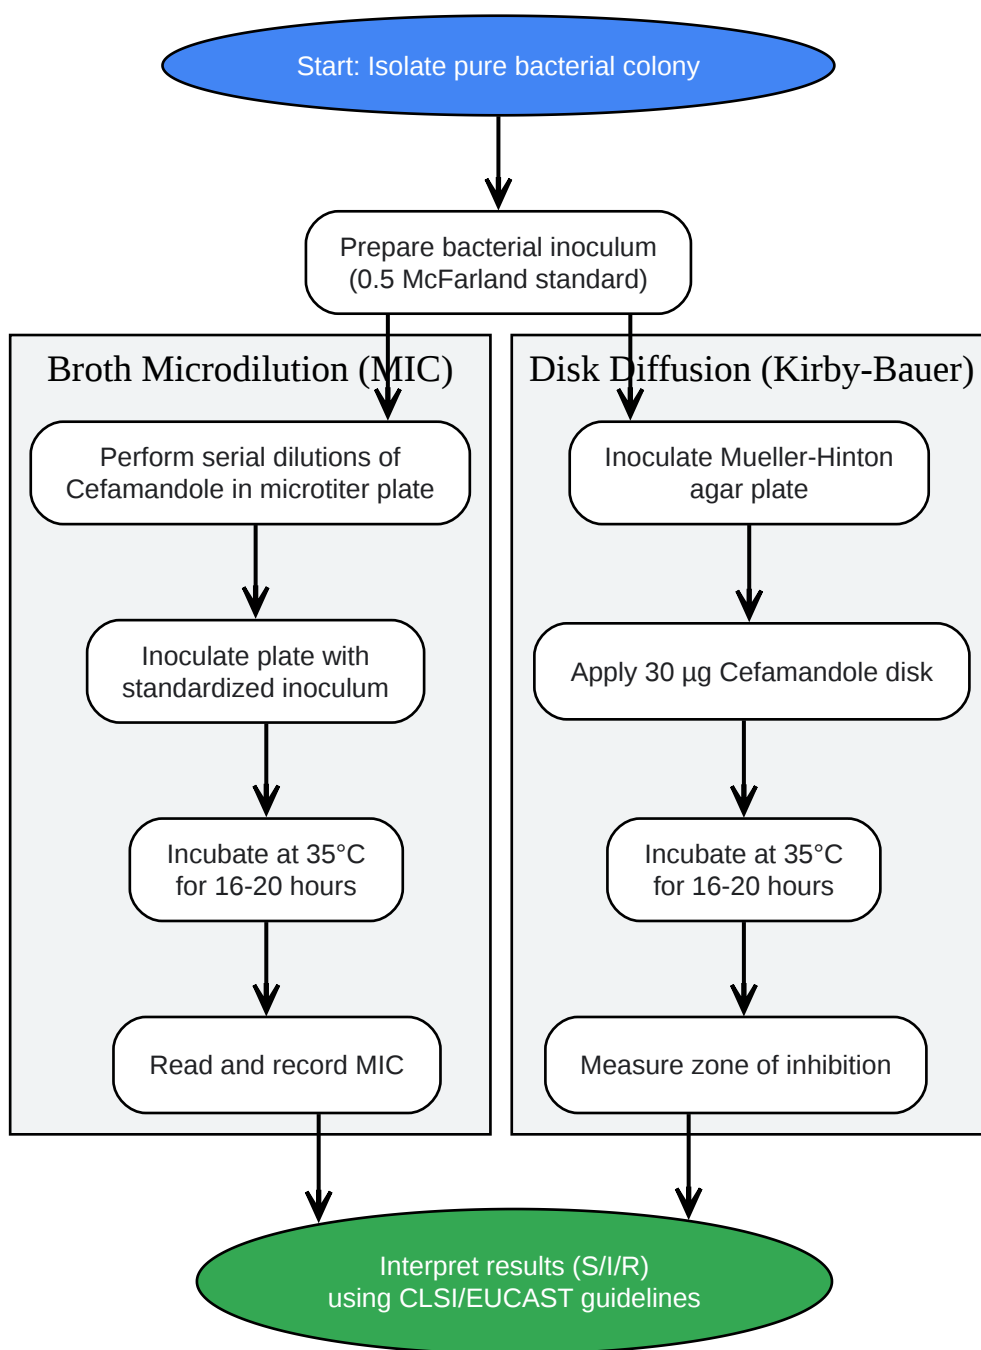 Start: Isolate pure bacterial colony
Prepare bacterial inoculum
(0.5 McFarland standard)
Broth Microdilution (MIC)
Perform serial dilutions of
Cefamandole in microtiter plate
Inoculate plate with
standardized inoculum
Incubate at 35°C
for 16-20 hours
Read and record MIC
Disk Diffusion (Kirby-Bauer)
Inoculate Mueller-Hinton
agar plate
Apply 30 µg Cefamandole disk
Incubate at 35°C
for 16-20 hours
Measure zone of inhibition
Interpret results (S/I/R)
using CLSI/EUCAST guidelines